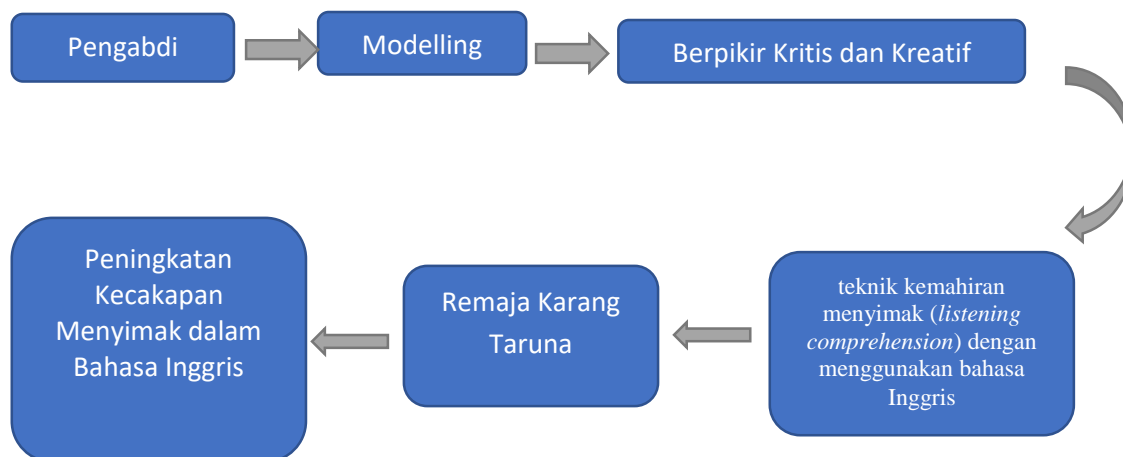 Pengabdi
Modelling
Berpikir Kritis dan Kreatif
teknik kemahiran
menyimak (listening
comprehension) dengan
menggunakan bahasa
Inggris
Remaja Karang
Taruna
Peningkatan
Kecakapan
Menyimak dalam
Bahasa Inggris